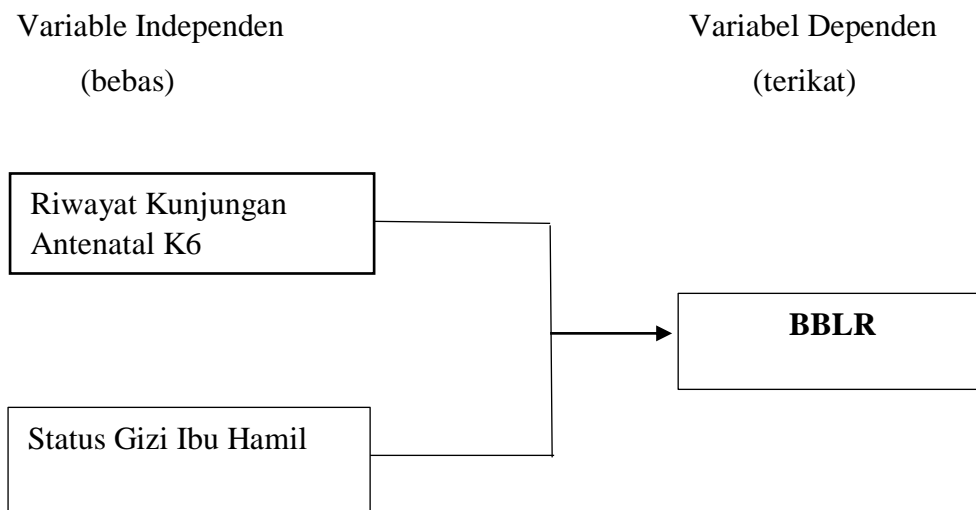 Variable Independen
(bebas)
Variabel Dependen
(terikat)
Riwayat Kunjungan
Antenatal K6
BBLR
Status Gizi Ibu Hamil